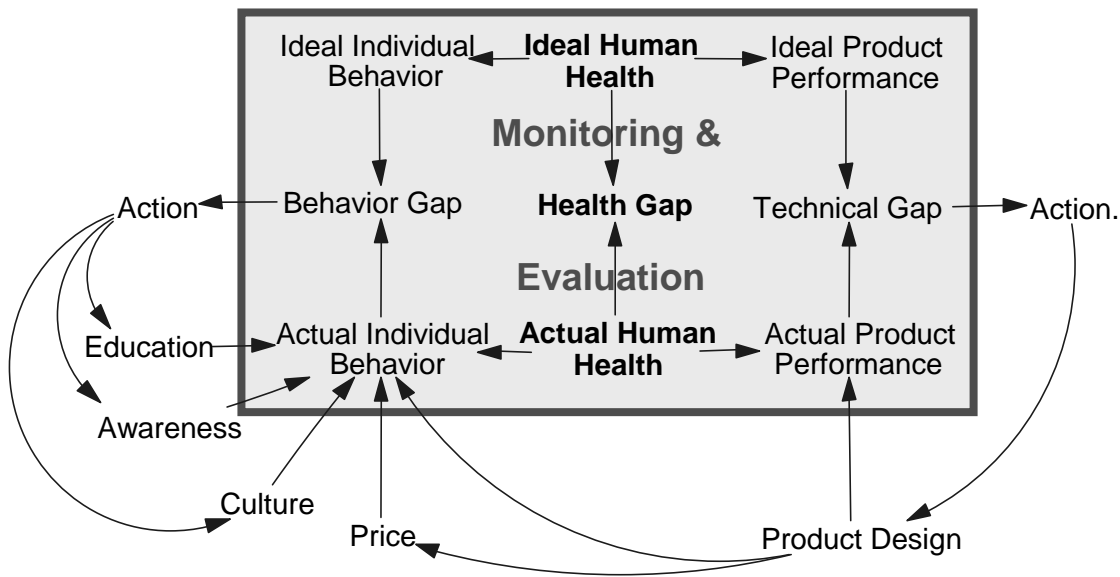 Ideal Individual
Behavior
Ideal Human
Health
Ideal Product
Performance
Monitoring &
Action
Behavior Gap
Health Gap
Technical Gap
Action.
Evaluation
Education
Actual Individual
Behavior
Actual Human
Health
Actual Product
Performance
Awareness
Culture
Price
Product Design